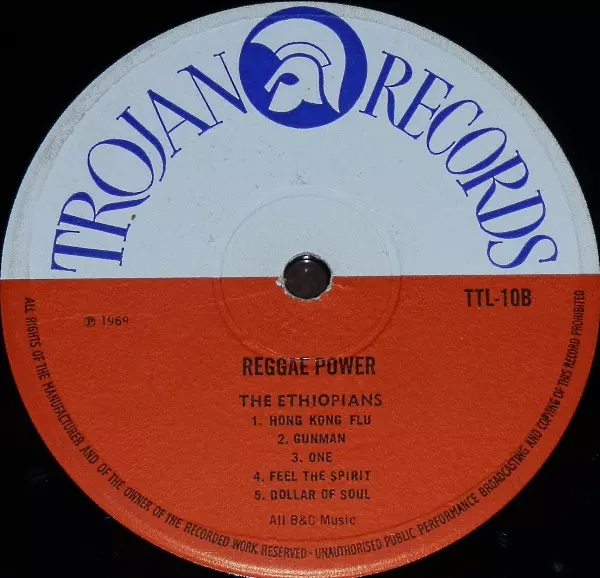 TROJAN RECORDS
TTL-10B
℗ 1969
REGGAE POWER
THE ETHIOPIANS
1. HONG KONG FLU
2. GUNMAN
3. ONE
4. FEEL THE SPIRIT
5. DOLLAR OF SOUL
All B&C Music
ALL RIGHTS OF THE MANUFACTURER AND OF THE OWNER OF THE RECORDED WORK RESERVED - UNAUTHORISED PUBLIC PERFORMANCE BROADCASTING AND COPYING OF THIS RECORD PROHIBITED